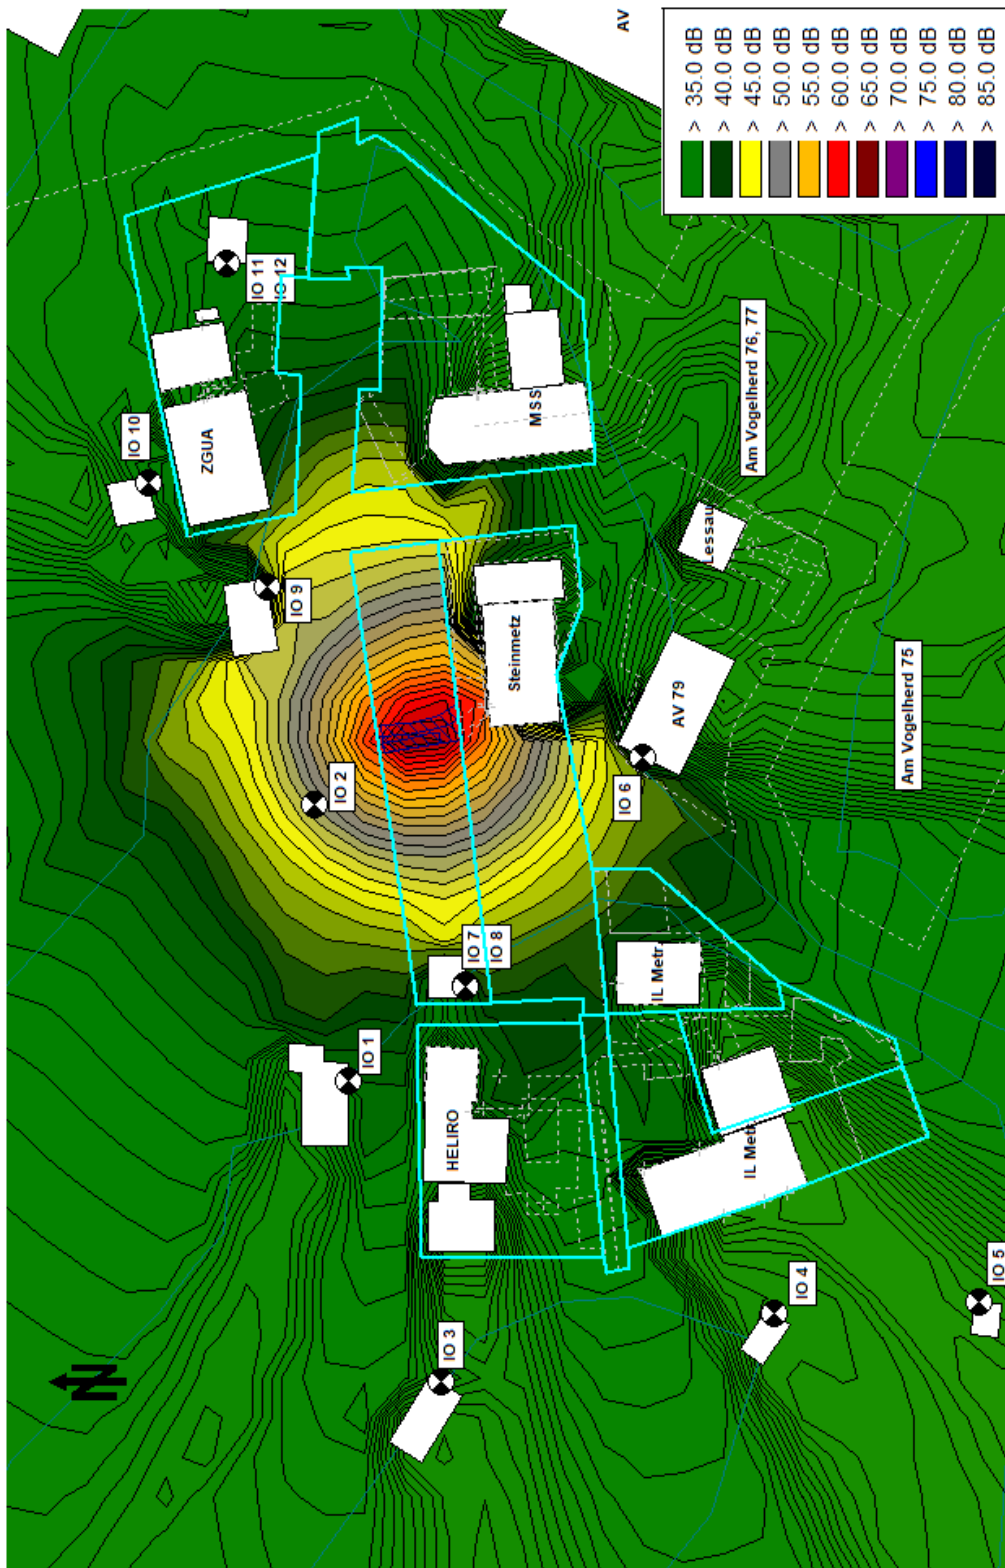 N
IO 10
ZGUA
IO 11
IO 12
IO 9
IO 2
IO 1
HELIRO
IO 3
IO 7
IO 8
Steinmetz
MSS
AV
IO 6
IL Metr.
AV 79
Lessau
IL Metr
Am Vogelherd 76, 77
IO 4
Am Vogelherd 75
IO 5
> 35.0 dB
> 40.0 dB
> 45.0 dB
> 50.0 dB
> 55.0 dB
> 60.0 dB
> 65.0 dB
> 70.0 dB
> 75.0 dB
> 80.0 dB
> 85.0 dB